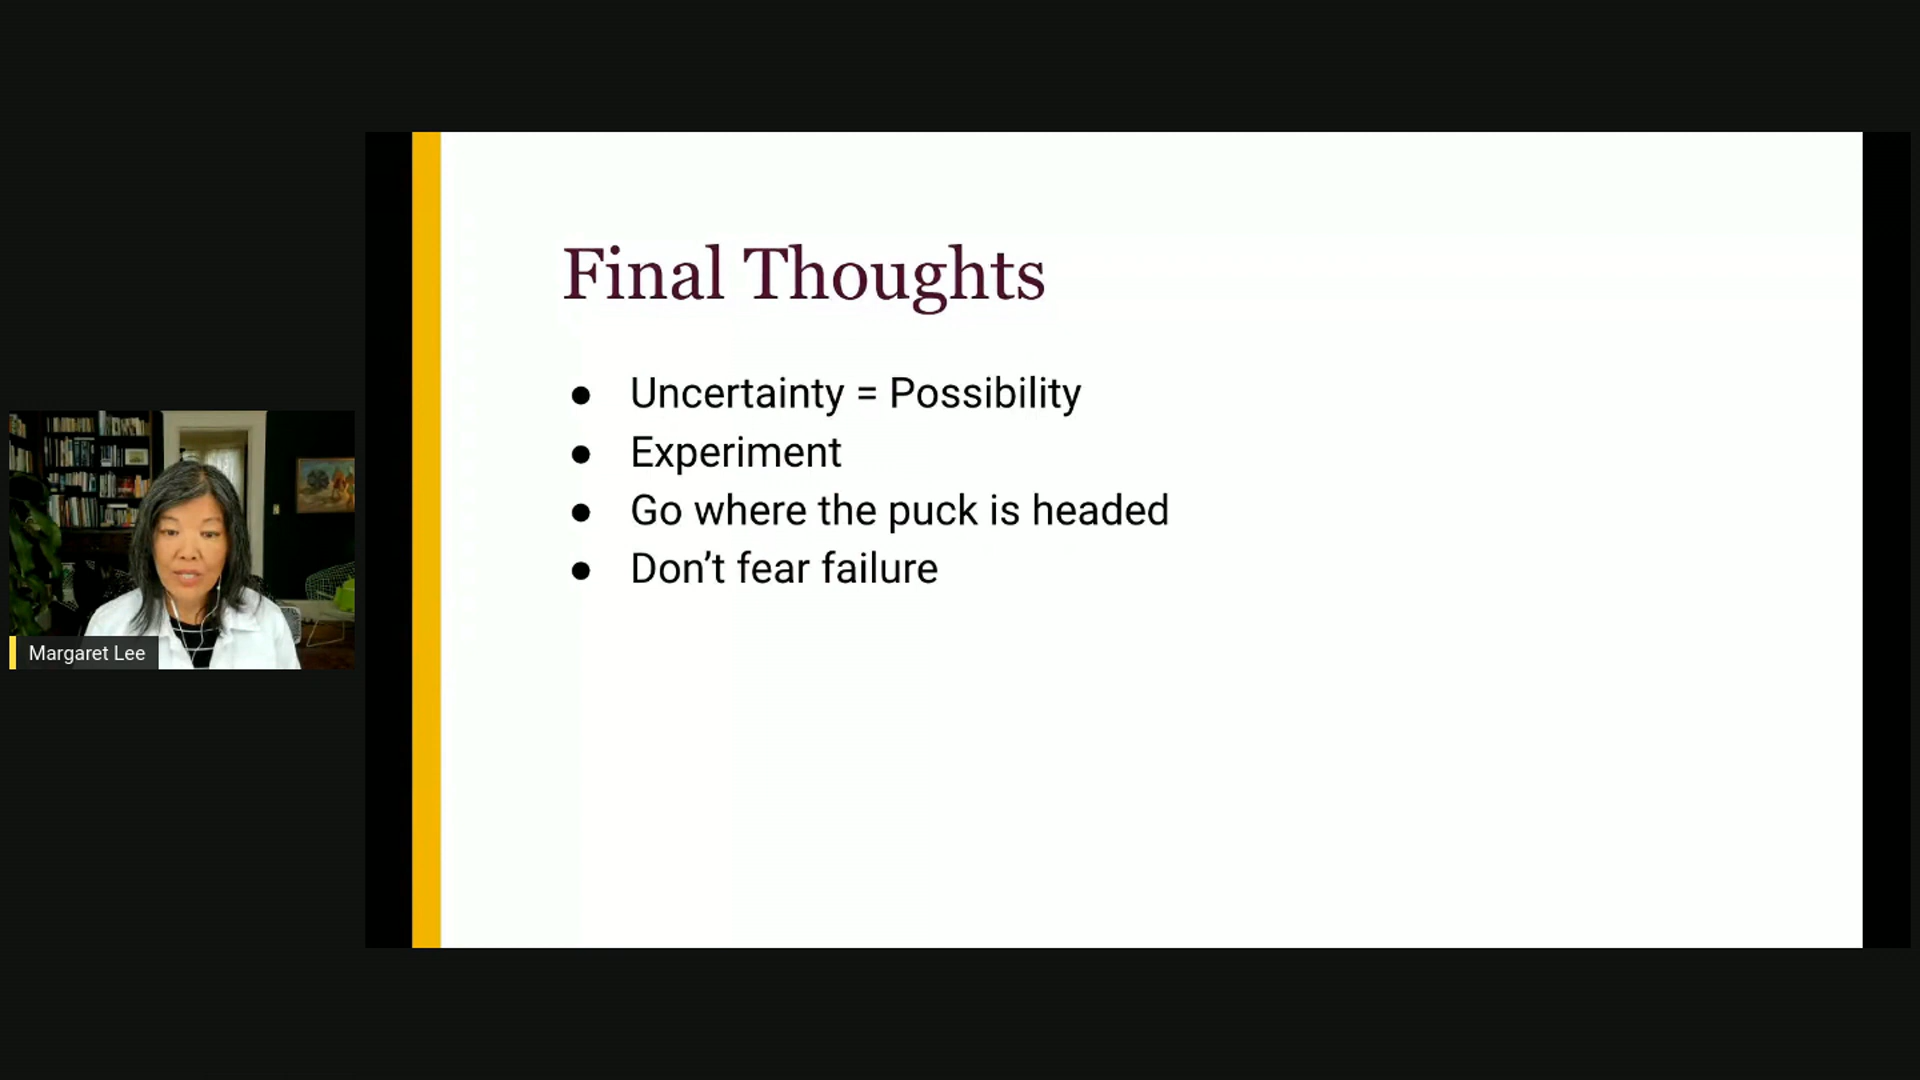 Final Thoughts
● Uncertainty = Possibility
● Experiment
● Go where the puck is headed
● Don’t fear failure
Margaret Lee